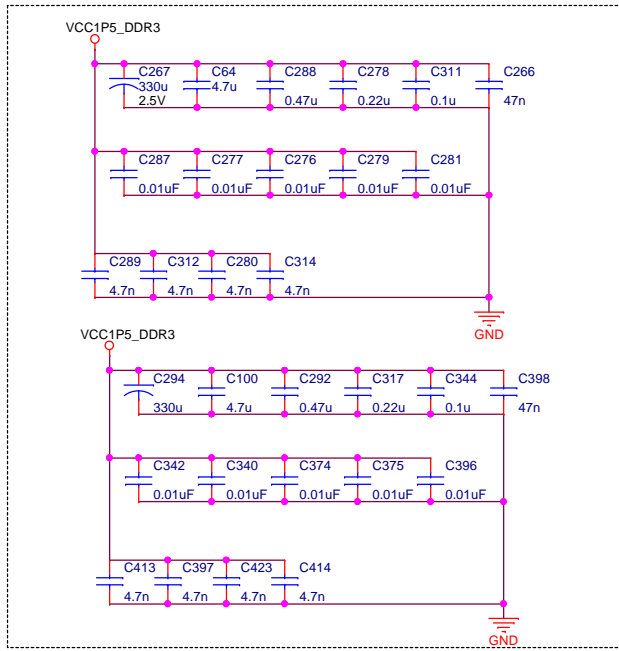 VCC1P5_DDR3
C267 C64 C288 C278 C311 C266
330u 4.7u
2.5V 0.47u 0.22u 0.1u 47n
C287 C277 C276 C279 C281
0.01uF 0.01uF 0.01uF 0.01uF 0.01uF
C289 C312 C280 C314
4.7n 4.7n 4.7n 4.7n
GND
VCC1P5_DDR3
C294 C100 C292 C317 C344 C398
330u 4.7u 0.47u 0.22u 0.1u 47n
C342 C340 C374 C375 C396
0.01uF 0.01uF 0.01uF 0.01uF 0.01uF
C413 C397 C423 C414
4.7n 4.7n 4.7n 4.7n
GND